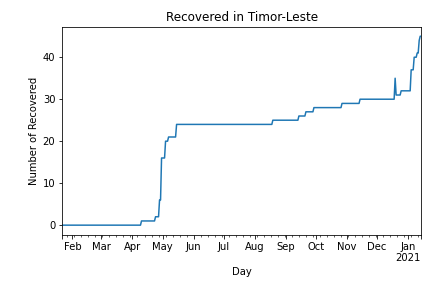 Recovered in Timor-Leste
Number of Recovered
40
30
20
10
0
Feb Mar Apr May Jun Jul Aug Sep Oct Nov Dec Jan
2021
Day